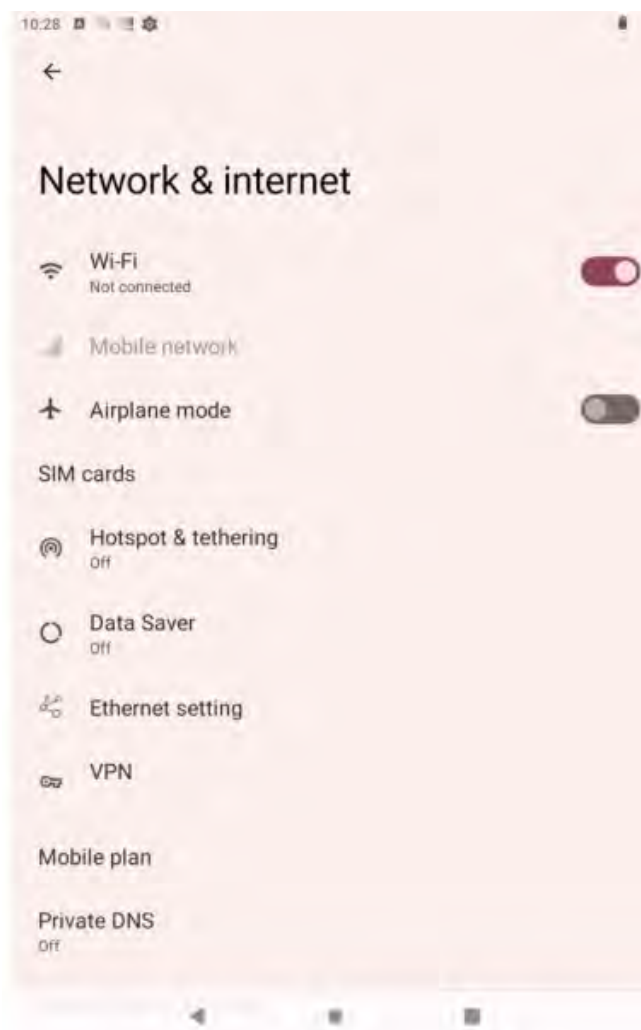 10:28
Network & internet
Wi-Fi
Not connected
Mobile network
Airplane mode
SIM cards
Hotspot & tethering
Off
Data Saver
Off
Ethernet setting
VPN
Mobile plan
Private DNS
Off